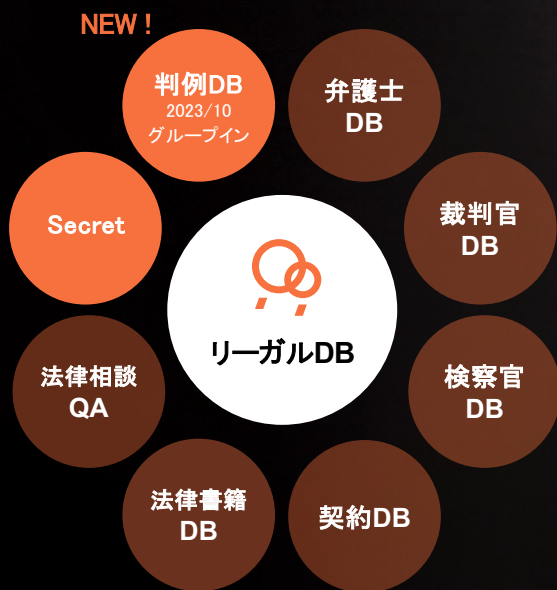 NEW !
判例DB
2023/10
グループイン
弁護士
DB
Secret
裁判官
DB
リーガルDB
法律相談
QA
検察官
DB
法律書籍
DB
契約DB